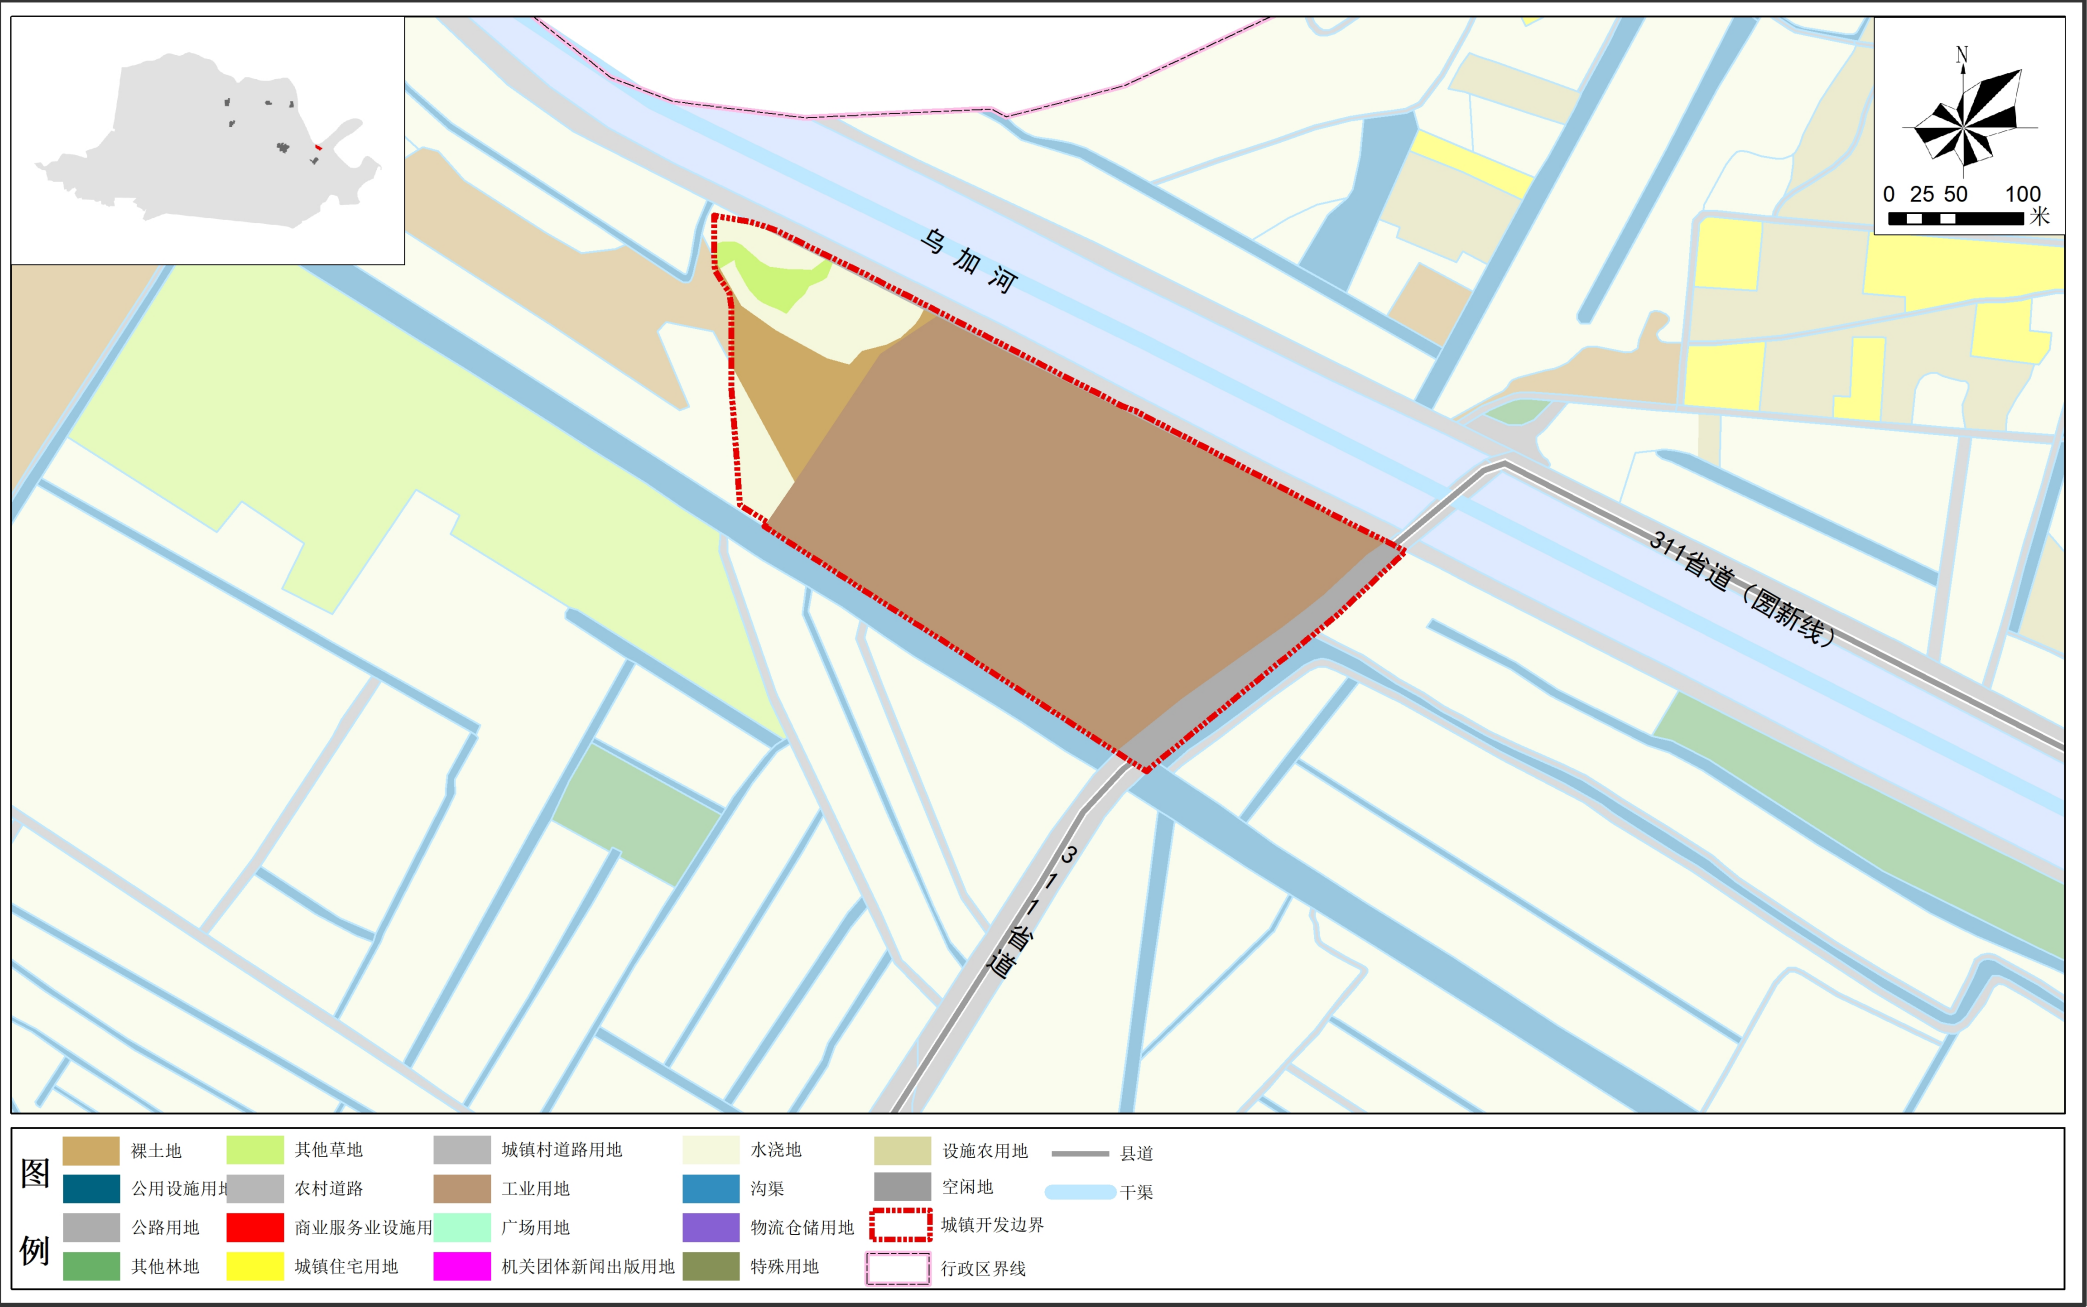 N
0 25 50 100
米
乌加河
311省道（圐新线）
311省道
图例
裸土地
其他草地
城镇村道路用地
水浇地
设施农用地
县道
公用设施用地
农村道路
工业用地
沟渠
空闲地
干渠
公路用地
商业服务业设施用
广场用地
物流仓储用地
城镇开发边界
其他林地
城镇住宅用地
机关团体新闻出版用地
特殊用地
行政区界线